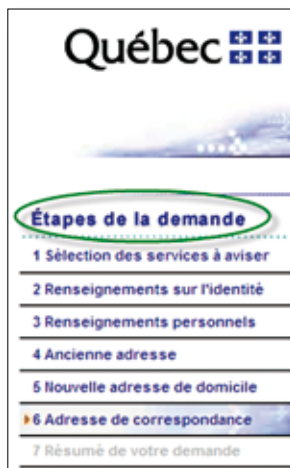 Québec
Étapes de la demande
1 Sélection des services à aviser
2 Renseignements sur l'identité
3 Renseignements personnels
4 Ancienne adresse
5 Nouvelle adresse de domicile
6 Adresse de correspondance
7 Résumé de votre demande